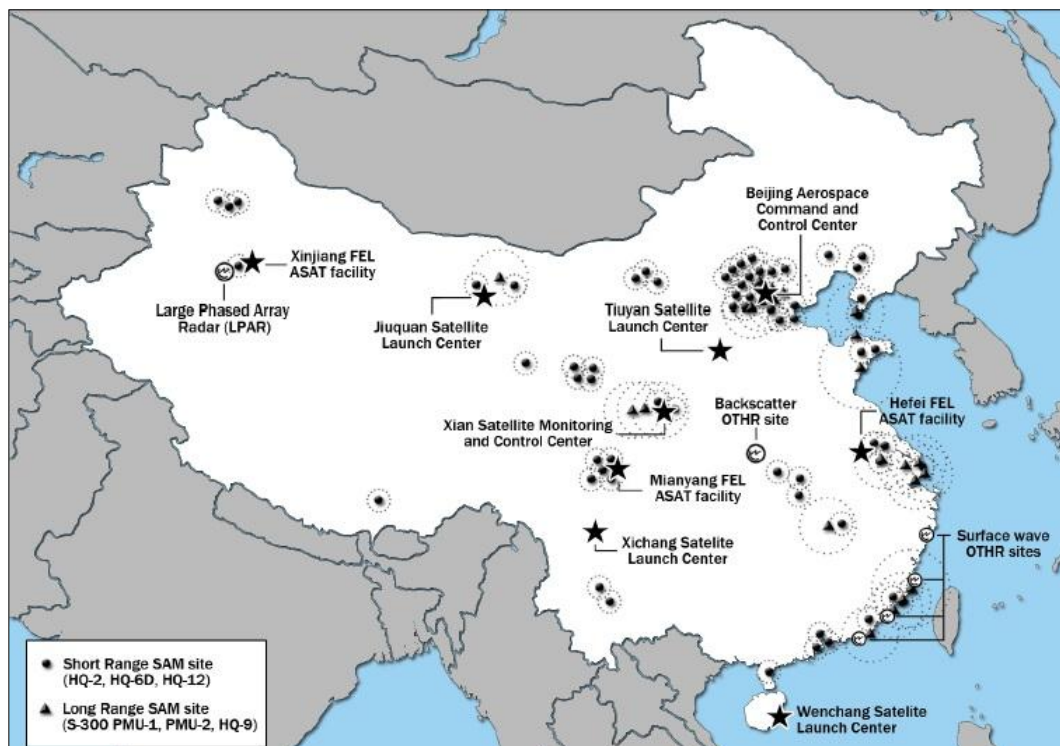 Beijing Aerospace
Command and
Control Center
Xinjiang FEL
ASAT facility
Large Phased Array
Radar (LPAR)
Jiuquan Satellite
Launch Center
Tiuyan Satellite
Launch Center
Xian Satellite Monitoring
and Control Center
Backscatter
OTHR site
Hefei FEL
ASAT facility
Mianyang FEL
ASAT facility
Xichang Satelite
Launch Center
Surface wave
OTHR sites
Wenchang Satelite
Launch Center
Short Range SAM site
(HQ-2, HQ-6D, HQ-12)
Long Range SAM site
(S-300 PMU-1, PMU-2, HQ-9)